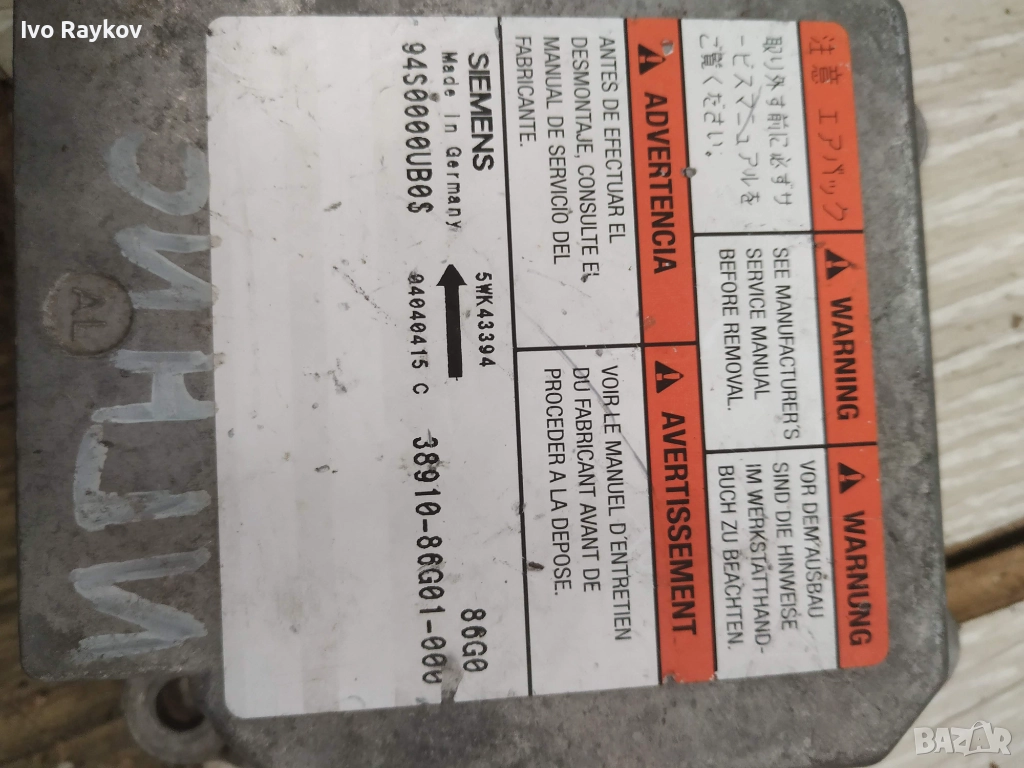 Ivo Raykov
注意 エアバック
取り外す前に必ずサ
ービスマニュアルを
ご覧ください。
WARNING
SEE MANUFACTURER'S
SERVICE MANUAL
BEFORE REMOVAL.
WARNUNG
VOR DEM AUSBAU
SIND DIE HINWEISE
IM WERKSTATTHAND-
BUCH ZU BEACHTEN.
ADVERTENCIA
ANTES DE EFECTUAR EL
DESMONTAJE, CONSULTE EL
MANUAL DE SERVICIO DEL
FABRICANTE.
AVERTISSEMENT
VOIR LE MANUEL D'ENTRETIEN
DU FABRICANT AVANT DE
PROCEDER A LA DEPOSE.
SIEMENS
5WK43394
86G0
Made in Germany
94S0000UB0S
04040415 C
38910-86G01-000
ИГНИС
AL
BAZAR